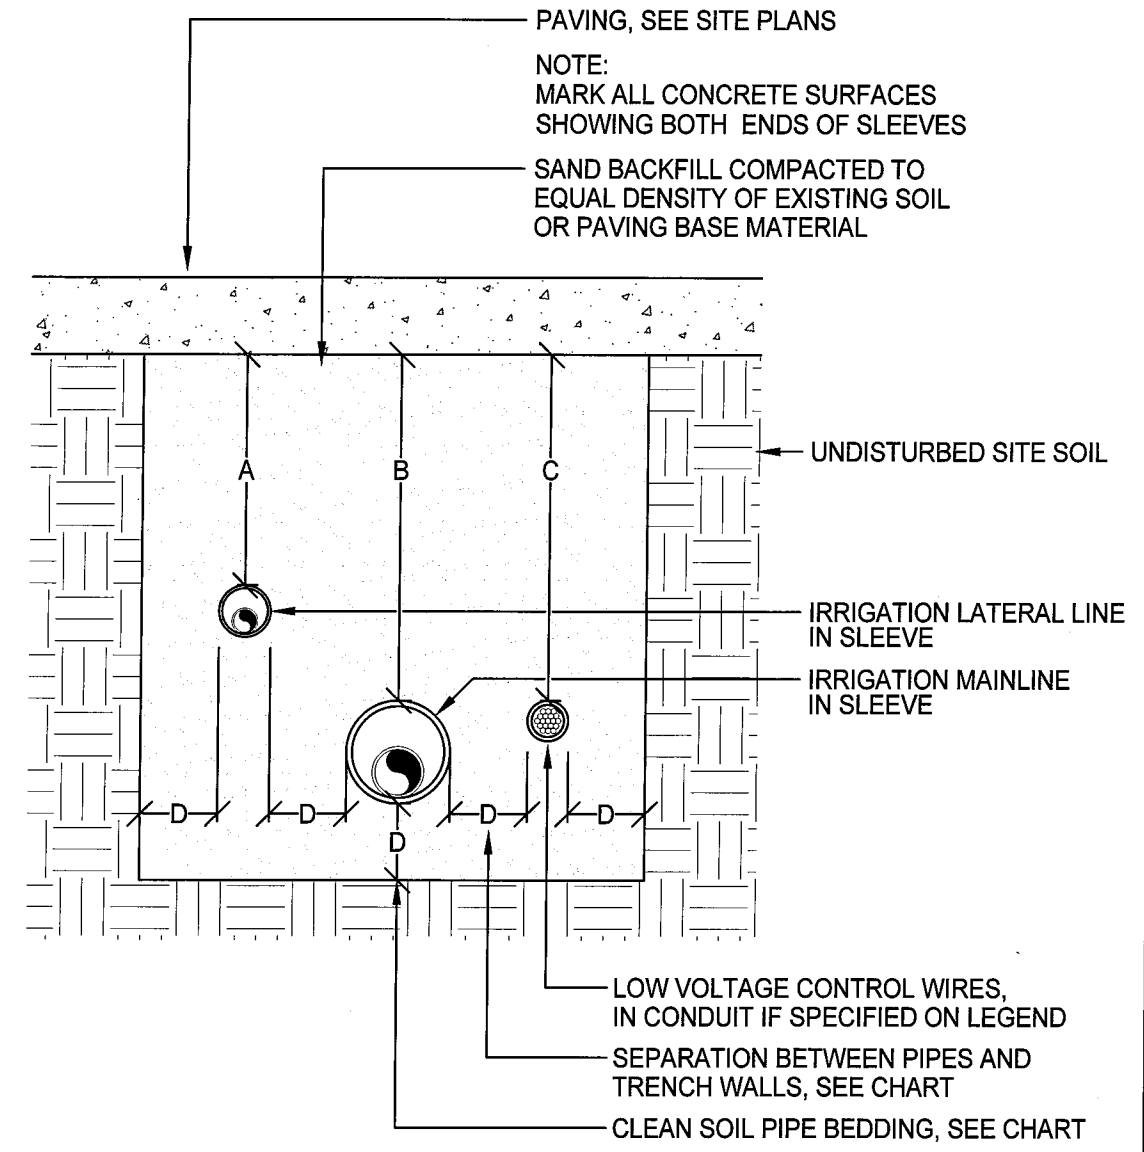 PAVING, SEE SITE PLANS
NOTE:
MARK ALL CONCRETE SURFACES
SHOWING BOTH ENDS OF SLEEVES
SAND BACKFILL COMPACTED TO
EQUAL DENSITY OF EXISTING SOIL
OR PAVING BASE MATERIAL
UNDISTURBED SITE SOIL
A
B
C
IRRIGATION LATERAL LINE
IN SLEEVE
IRRIGATION MAINLINE
IN SLEEVE
D
D
D
D
D
LOW VOLTAGE CONTROL WIRES,
IN CONDUIT IF SPECIFIED ON LEGEND
SEPARATION BETWEEN PIPES AND
TRENCH WALLS, SEE CHART
CLEAN SOIL PIPE BEDDING, SEE CHART